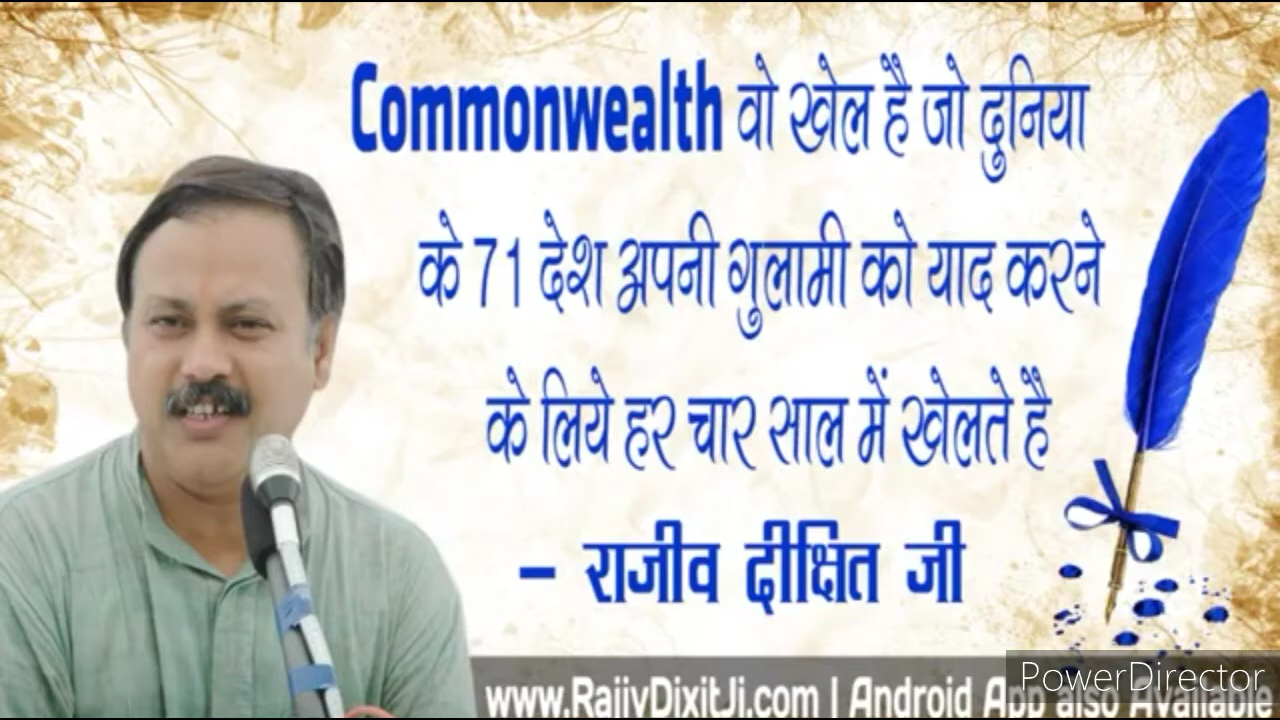 Commonwealth वो खेल है जो दुनिया
के 71 देश अपनी गुलामी को याद करने
के लिये हर चार साल में खेलते है
– राजीव दीक्षित जी
www.RajivDixitJi.com | Android App also Available
PowerDirector